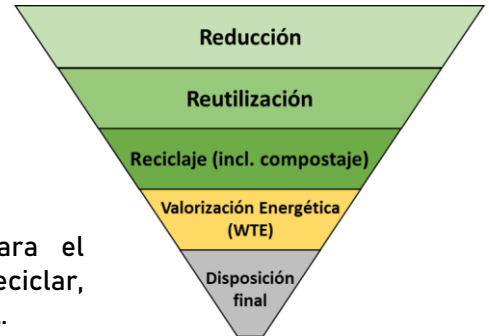 Reducción
Reutilización
Reciclaje (incl. compostaje)
Valorización Energética
(WTE)
Disposición
final
ara el
eciclar,
.